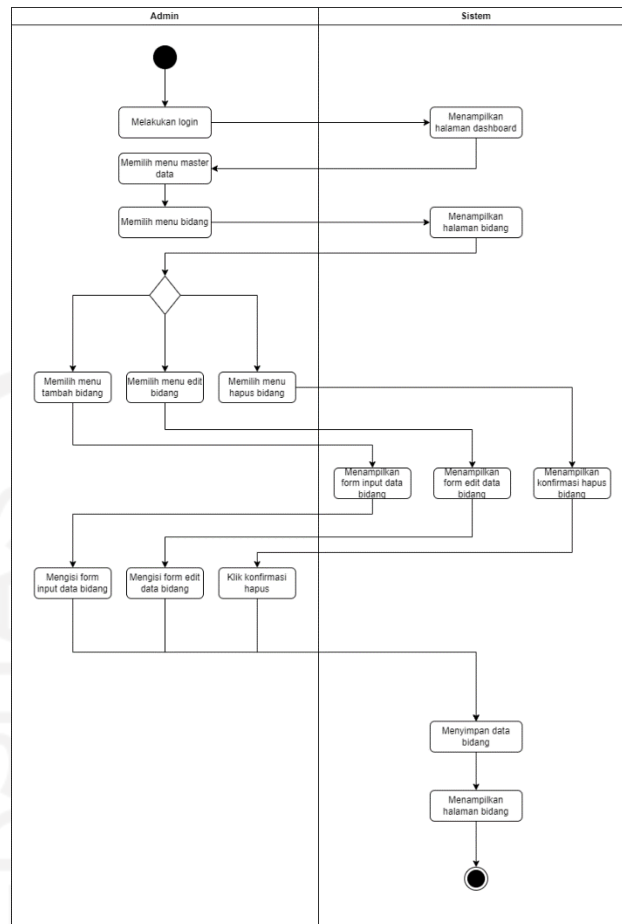 Admin
Sistem
Melakukan login
Menampilkan
halaman dashboard
Memilih menu master
data
Memilih menu bidang
Menampilkan
halaman bidang
Memilih menu
tambah bidang
Memilih menu edit
bidang
Memilih menu
hapus bidang
Menampilkan
form input data
bidang
Menampilkan
form edit data
bidang
Menampilkan
konfirmasi hapus
bidang
Mengisi form
input data bidang
Mengisi form edit
data bidang
Klik konfirmasi
hapus
Menyimpan data
bidang
Menampilkan
halaman bidang